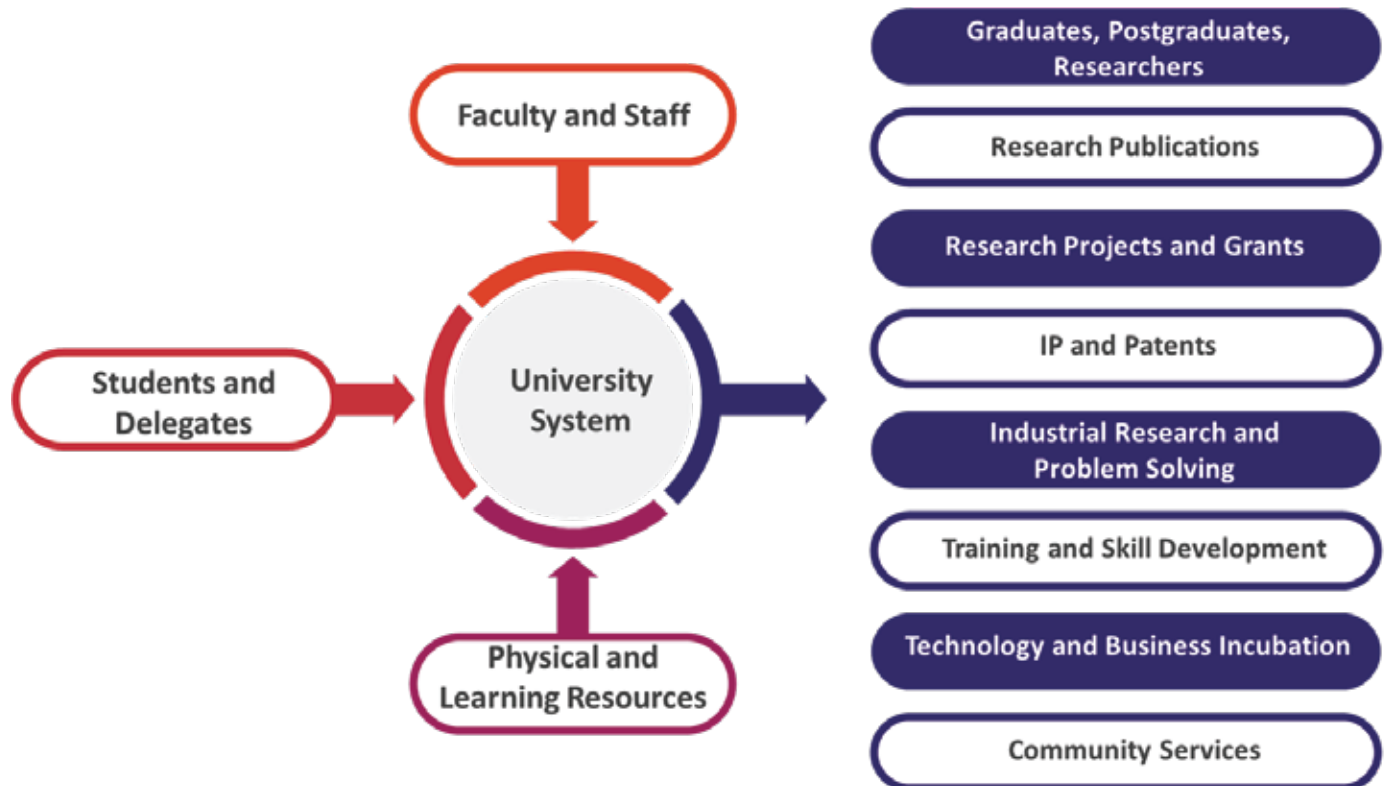 Faculty and Staff
Students and
Delegates
University
System
Physical and
Learning Resources
Graduates, Postgraduates,
Researchers
Research Publications
Research Projects and Grants
IP and Patents
Industrial Research and
Problem Solving
Training and Skill Development
Technology and Business Incubation
Community Services